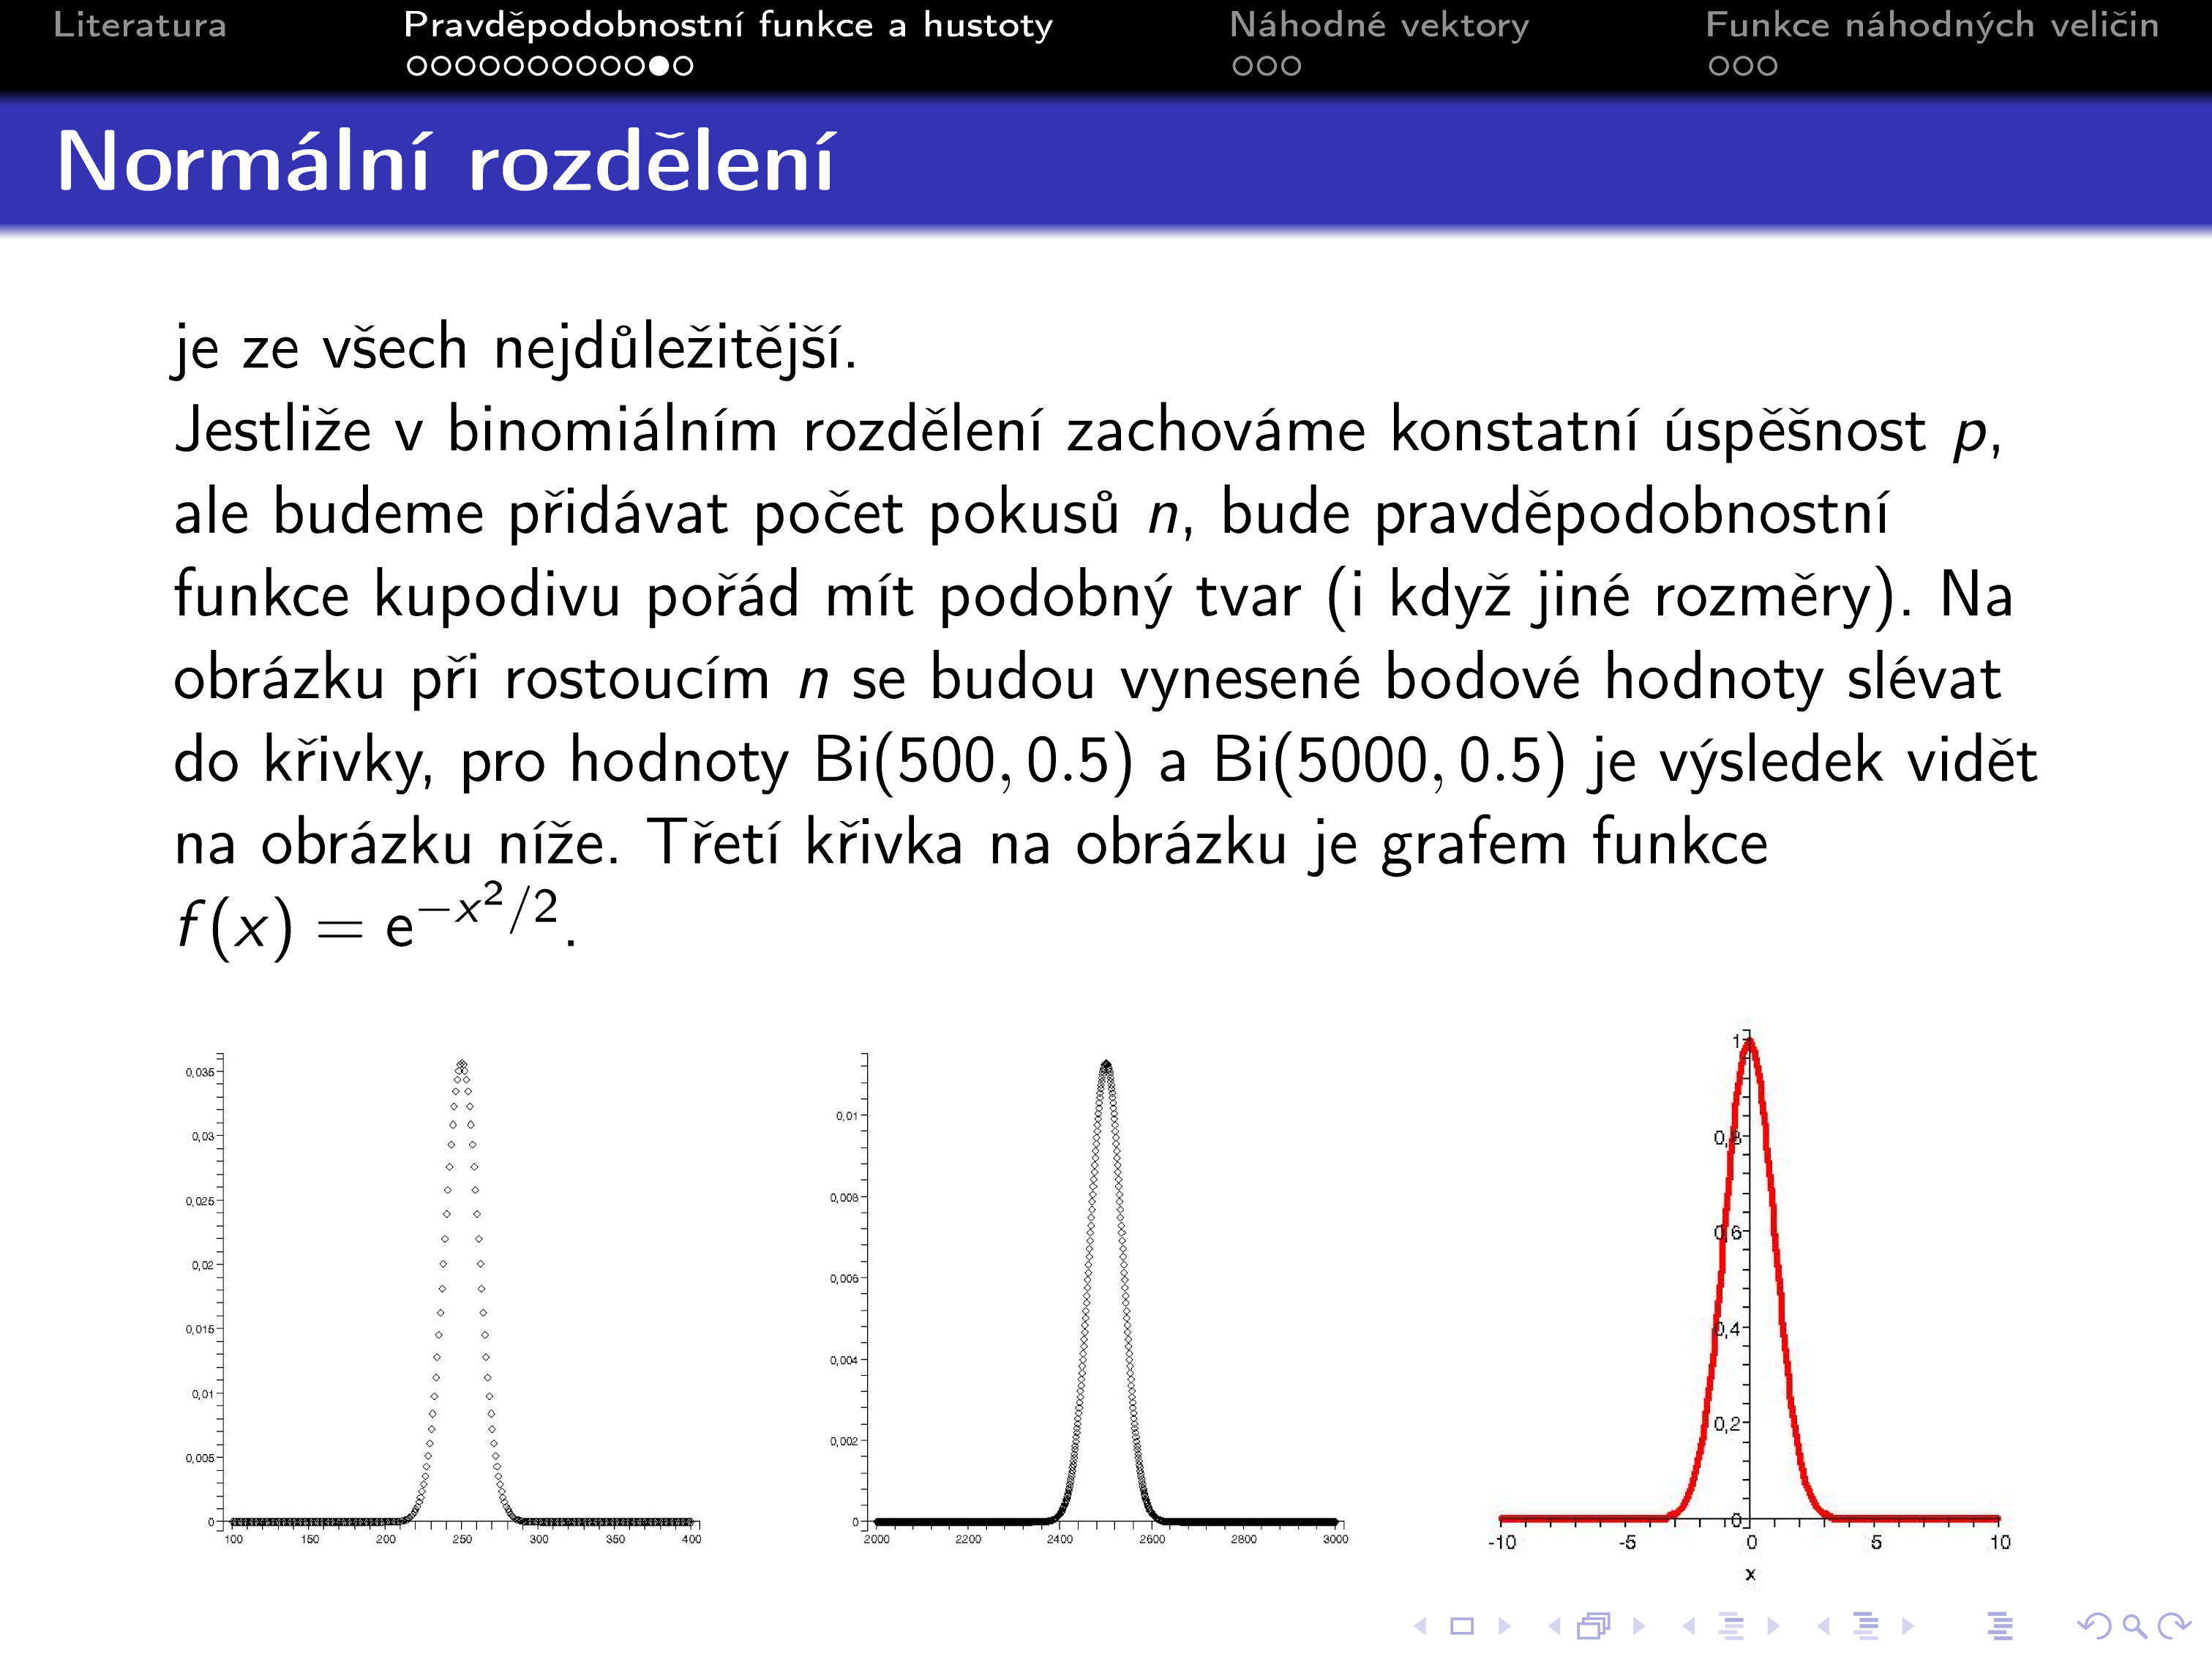 Literatura Pravděpodobnostní funkce a hustoty Náhodné vektory Funkce náhodných veličin
Normální rozdělení
je ze všech nejdůležitější.
Jestliže v binomiálním rozdělení zachováme konstatní úspěšnost p,
ale budeme přidávat počet pokusů n, bude pravděpodobnostní
funkce kupodivu pořád mít podobný tvar (i když jiné rozměry). Na
obrázku při rostoucím n se budou vynesené bodové hodnoty slévat
do křivky, pro hodnoty Bi(500, 0.5) a Bi(5000, 0.5) je výsledek vidět
na obrázku níže. Třetí křivka na obrázku je grafem funkce
f(x) = e^{-x²/2}.
0,035
0,03
0,025
0,02
0,015
0,01
0,005
0
100 150 200 250 300 350 400
0,01
0,008
0,006
0,004
0,002
0
2000 2200 2400 2600 2800 3000
1
0,8
0,6
0,4
0,2
0
-10 -5 0 5 10
x